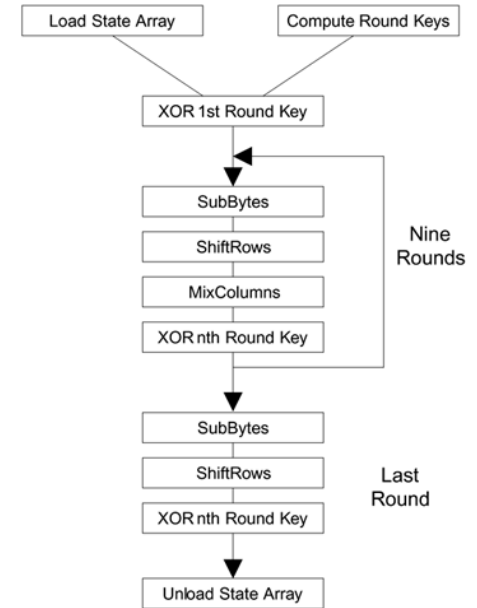 Load State Array
Compute Round Keys
XOR 1st Round Key
SubBytes
ShiftRows
MixColumns
XOR nth Round Key
Nine
Rounds
SubBytes
ShiftRows
XOR nth Round Key
Last
Round
Unload State Array